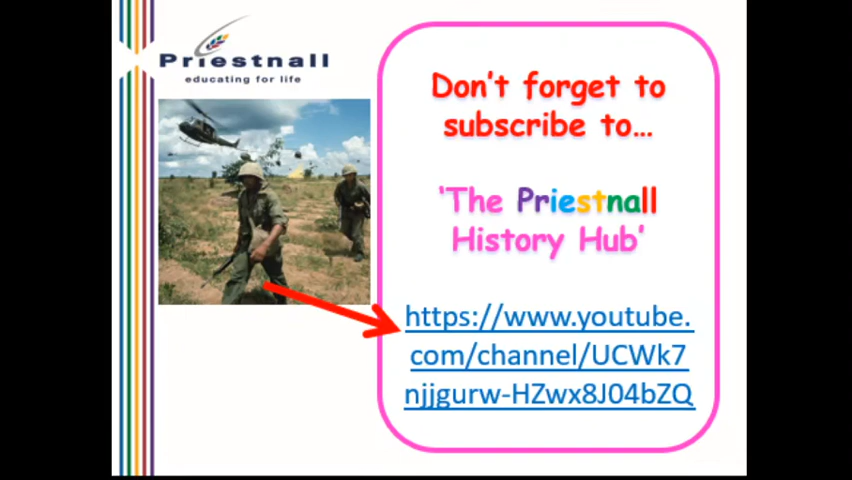 Priestnall
educating for life
Don't forget to
subscribe to...
'The Priestnall
History Hub'
https://www.youtube.
com/channel/UCWk7
njjgurw-HZwx8J04bZQ